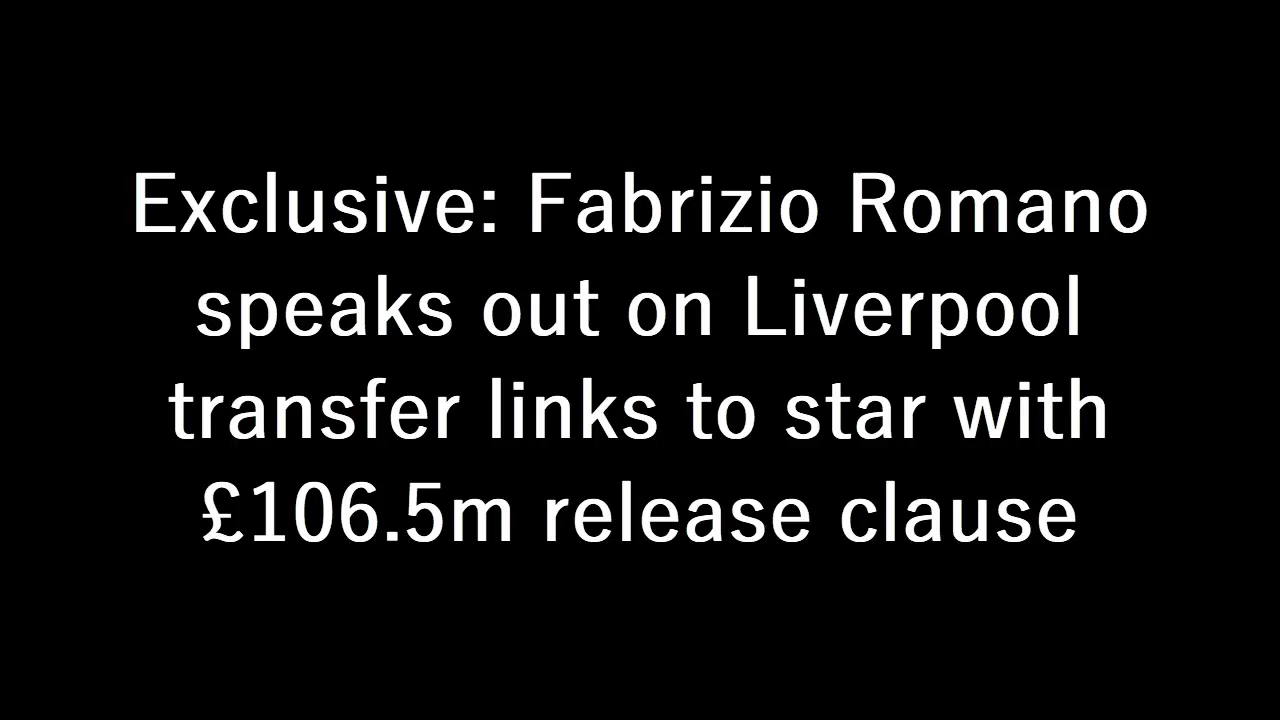 Exclusive: Fabrizio Romano
speaks out on Liverpool
transfer links to star with
£106.5m release clause